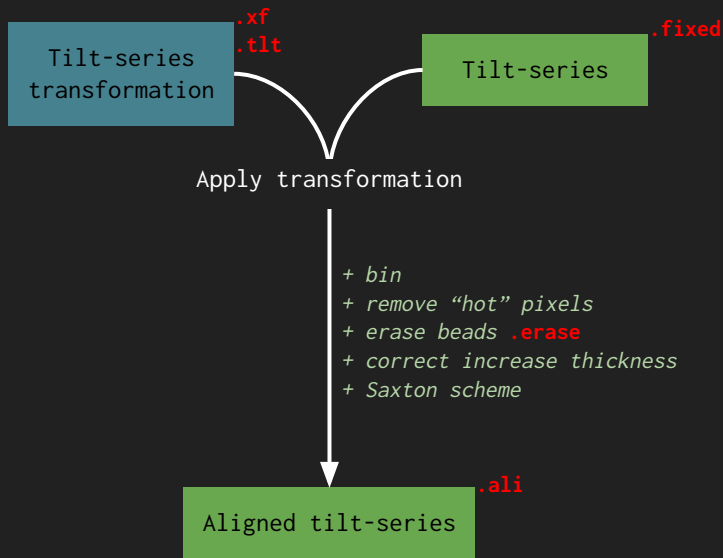 .xf
.tlt
Tilt-series
transformation
.fixed
Tilt-series
Apply transformation
+ bin
+ remove “hot” pixels
+ erase beads .erase
+ correct increase thickness
+ Saxton scheme
.ali
Aligned tilt-series